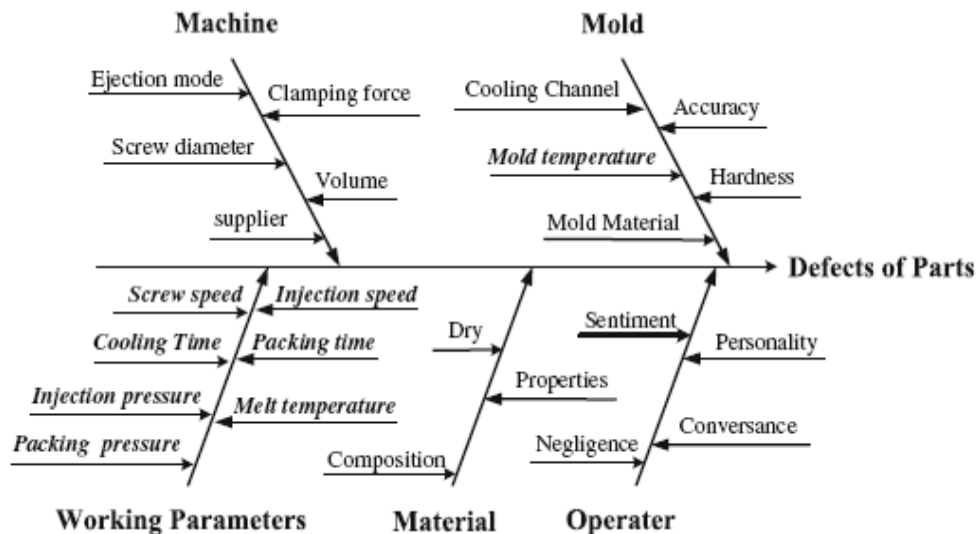 Machine
Mold
Ejection mode
Clamping force
Screw diameter
Volume
supplier
Cooling Channel
Accuracy
Mold temperature
Hardness
Mold Material
Defects of Parts
Screw speed
Injection speed
Cooling Time
Packing time
Injection pressure
Melt temperature
Packing pressure
Dry
Properties
Composition
Sentiment
Personality
Conversance
Negligence
Working Parameters
Material
Operater